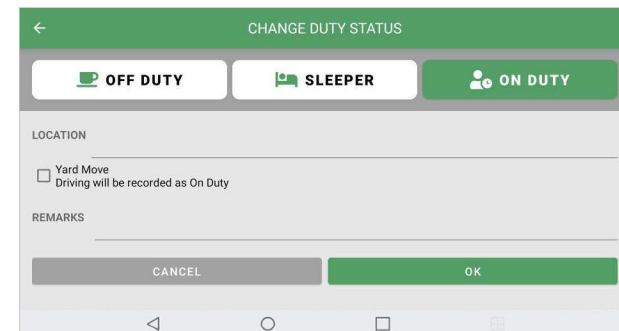 CHANGE DUTY STATUS
OFF DUTY
SLEEPER
ON DUTY
LOCATION
Yard Move
Driving will be recorded as On Duty
REMARKS
CANCEL
OK